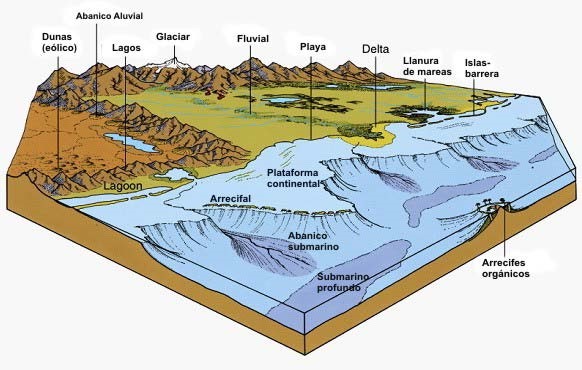 Abanico Aluvial
Dunas
(eólico)
Lagos
Glaciar
Fluvial
Playa
Delta
Llanura
de mareas
Islas-
barrera
Lagoon
Plataforma
continental
Arrecifal
Abanico
submarino
Submarino
profundo
Arrecifes
orgánicos